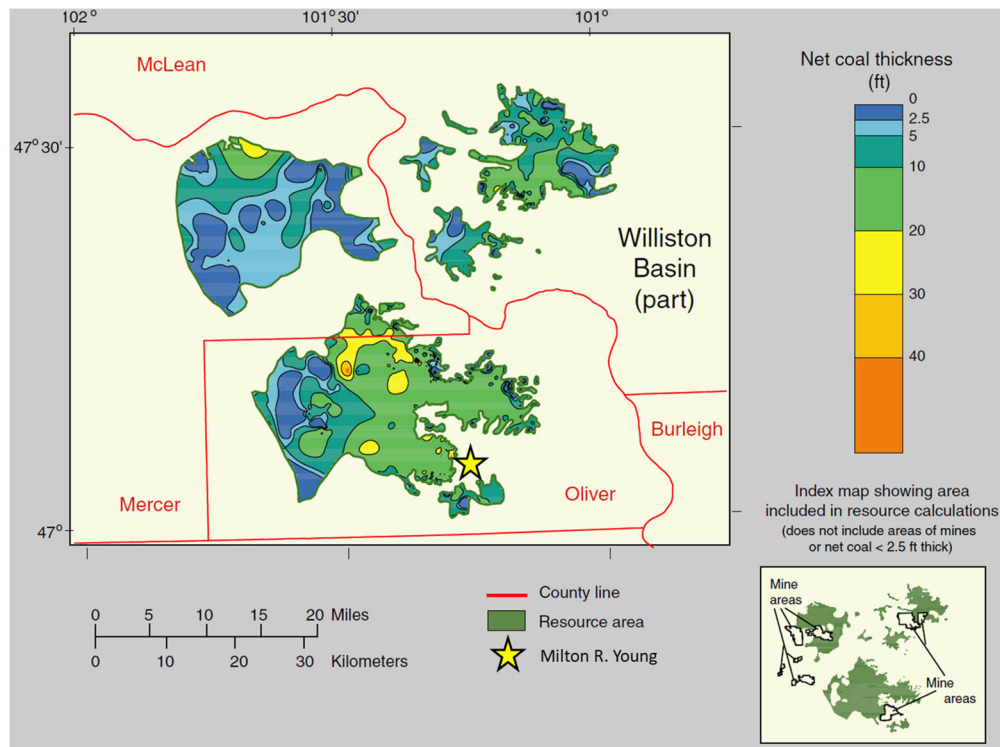 102°
101°30'
101°
47°30'
47°
McLean
Williston
Basin
(part)
Burleigh
Mercer
Oliver
Net coal thickness
(ft)
0
2.5
5
10
20
30
40
Index map showing area
included in resource calculations
(does not include areas of mines
or net coal < 2.5 ft thick)
Mine
areas
Mine
areas
0 5 10 15 20 Miles
0 10 20 30 Kilometers
County line
Resource area
Milton R. Young